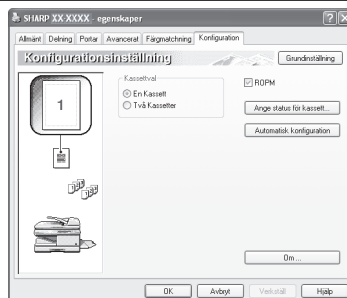 SHARP XX-XXXX - egenskaper
Allmänt Delning Portar Avancerat Färgmatchning Konfiguration
Konfigurationsinställning
Grundinställning
1
Kassettval
En Kassett
Två Kassetter
ROPM
Ange status för kassett...
Automatisk konfiguration
Om...
OK Avbryt Verkställ Hjälp